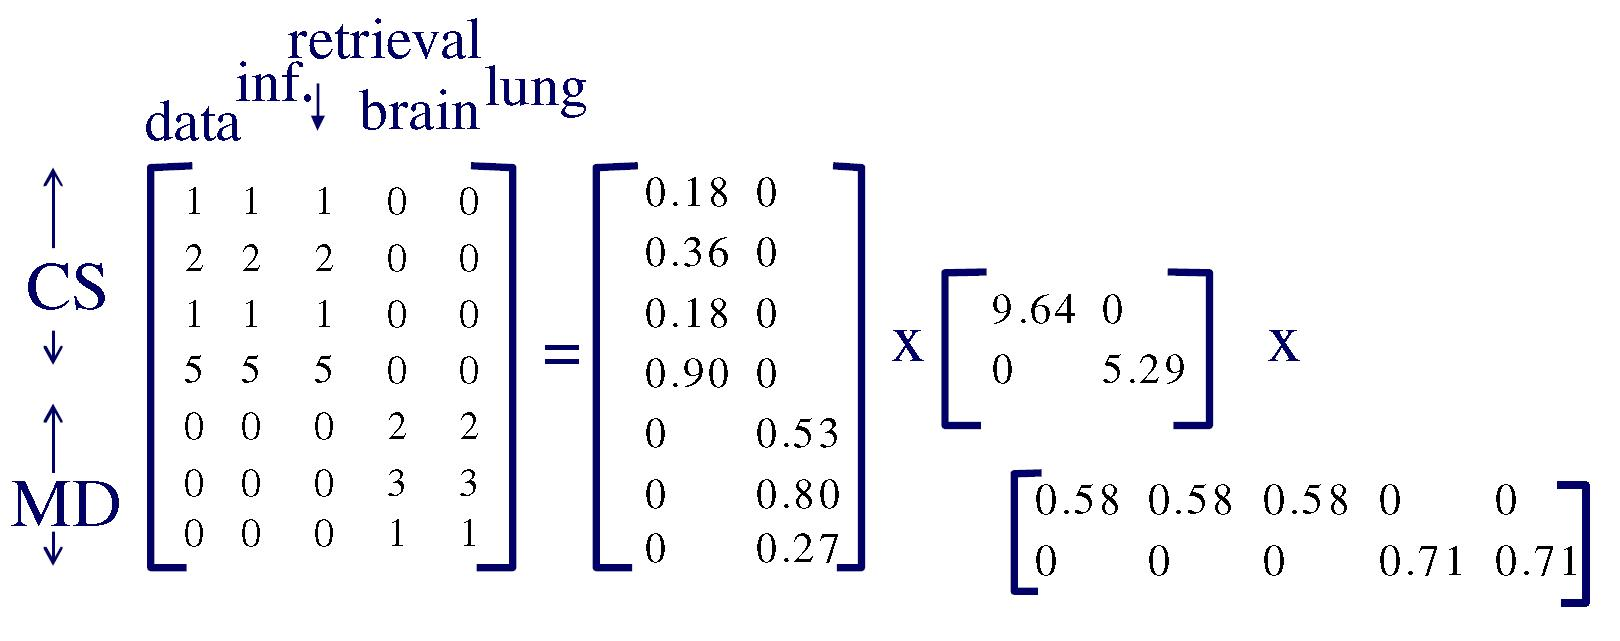 retrieval
inf. lung
data brain
CS
MD
1 1 1 0 0
2 2 2 0 0
1 1 1 0 0
5 5 5 0 0
0 0 0 2 2
0 0 0 3 3
0 0 0 1 1
=
0.18 0
0.36 0
0.18 0
0.90 0
0 0.53
0 0.80
0 0.27
x
9.64 0
0 5.29
x
0.58 0.58 0.58 0 0
0 0 0 0.71 0.71